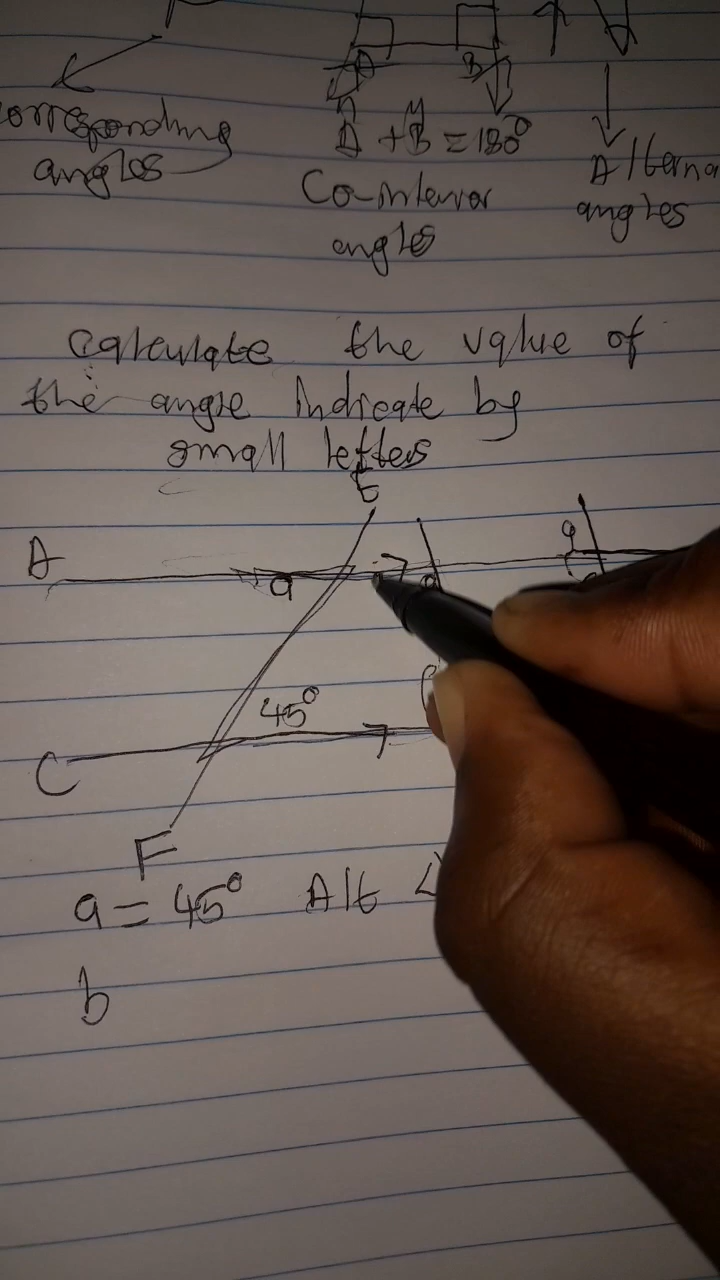 orresponding
angles
A + B = 180°
Co-interior
angles
Alterna
angles
Calculate the value of
the angle indicate by
small letters
E
A
a
45°
C
F
a = 45° Alt <
b